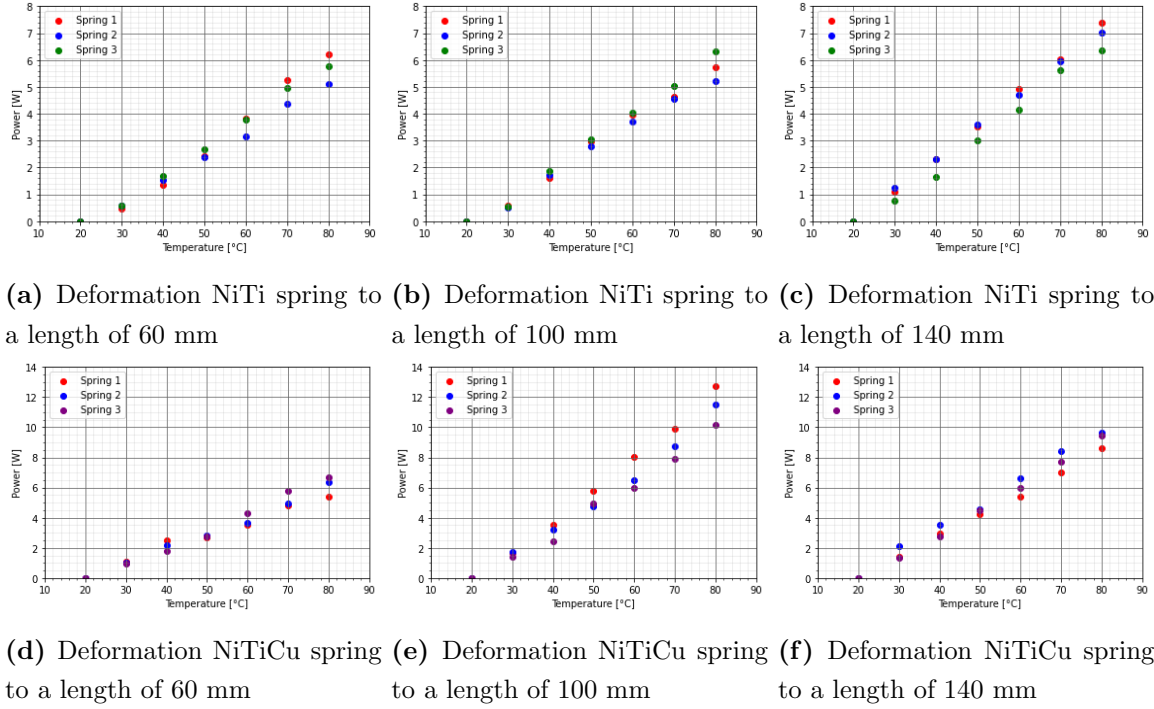 8
7
6
5
4
3
2
1
0
Power [W]
Spring 1
Spring 2
Spring 3
10 20 30 40 50 60 70 80 90
Temperature [°C]
8
7
6
5
4
3
2
1
0
Power [W]
Spring 1
Spring 2
Spring 3
10 20 30 40 50 60 70 80 90
Temperature [°C]
8
7
6
5
4
3
2
1
0
Power [W]
Spring 1
Spring 2
Spring 3
10 20 30 40 50 60 70 80 90
Temperature [°C]
(a) Deformation NiTi spring to
a length of 60 mm
(b) Deformation NiTi spring to
a length of 100 mm
(c) Deformation NiTi spring to
a length of 140 mm
14
12
10
8
6
4
2
0
Power [W]
Spring 1
Spring 2
Spring 3
10 20 30 40 50 60 70 80 90
Temperature [°C]
14
12
10
8
6
4
2
0
Power [W]
Spring 1
Spring 2
Spring 3
10 20 30 40 50 60 70 80 90
Temperature [°C]
14
12
10
8
6
4
2
0
Power [W]
Spring 1
Spring 2
Spring 3
10 20 30 40 50 60 70 80 90
Temperature [°C]
(d) Deformation NiTiCu spring
to a length of 60 mm
(e) Deformation NiTiCu spring
to a length of 100 mm
(f) Deformation NiTiCu spring
to a length of 140 mm